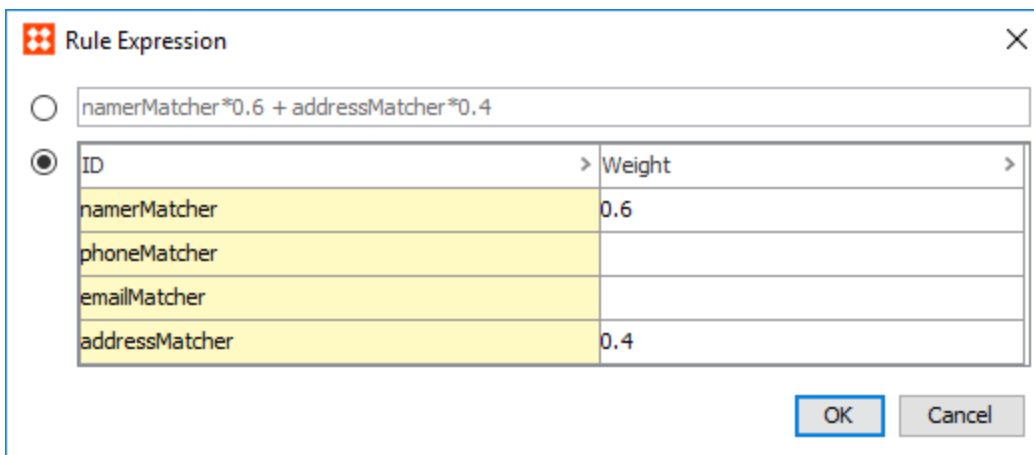 Rule Expression
namerMatcher*0.6 + addressMatcher*0.4
ID > Weight >
namerMatcher 0.6
phoneMatcher
emailMatcher
addressMatcher 0.4
OK Cancel